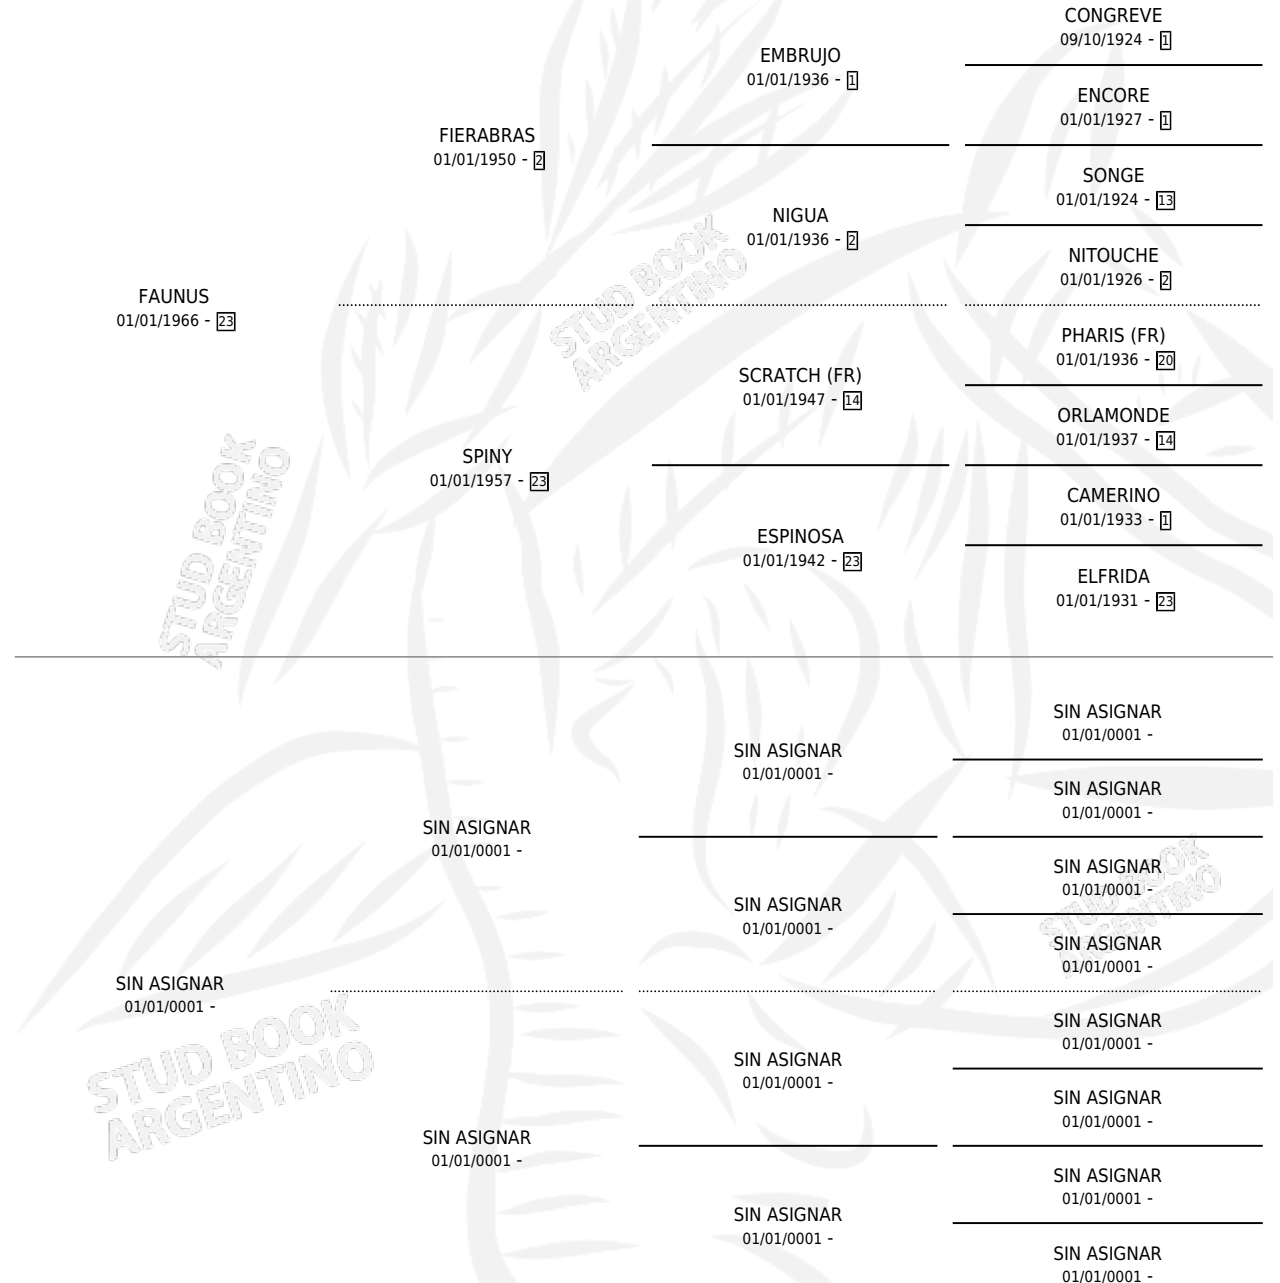 CONGREVE
09/10/1924 - 1
EMBRUJO
01/01/1936 - 1
ENCORE
01/01/1927 - 1
FIERABRAS
01/01/1950 - 2
SONGE
01/01/1924 - 13
NIGUA
01/01/1936 - 2
NITOUCHE
01/01/1926 - 2
FAUNUS
01/01/1966 - 23
PHARIS (FR)
01/01/1936 - 20
SCRATCH (FR)
01/01/1947 - 14
ORLAMONDE
01/01/1937 - 14
SPINY
01/01/1957 - 23
CAMERINO
01/01/1933 - 1
ESPINOSA
01/01/1942 - 23
ELFRIDA
01/01/1931 - 23
STUD BOOK
ARGENTINO
STUD BOOK
ARGENTINO
SIN ASIGNAR
01/01/0001 -
SIN ASIGNAR
01/01/0001 -
SIN ASIGNAR
01/01/0001 -
SIN ASIGNAR
01/01/0001 -
SIN ASIGNAR
01/01/0001 -
SIN ASIGNAR
01/01/0001 -
SIN ASIGNAR
01/01/0001 -
SIN ASIGNAR
01/01/0001 -
SIN ASIGNAR
01/01/0001 -
SIN ASIGNAR
01/01/0001 -
SIN ASIGNAR
01/01/0001 -
SIN ASIGNAR
01/01/0001 -
SIN ASIGNAR
01/01/0001 -
SIN ASIGNAR
01/01/0001 -
SIN ASIGNAR
01/01/0001 -
STUD BOOK
ARGENTINO
STUD BOOK
ARGENTINO